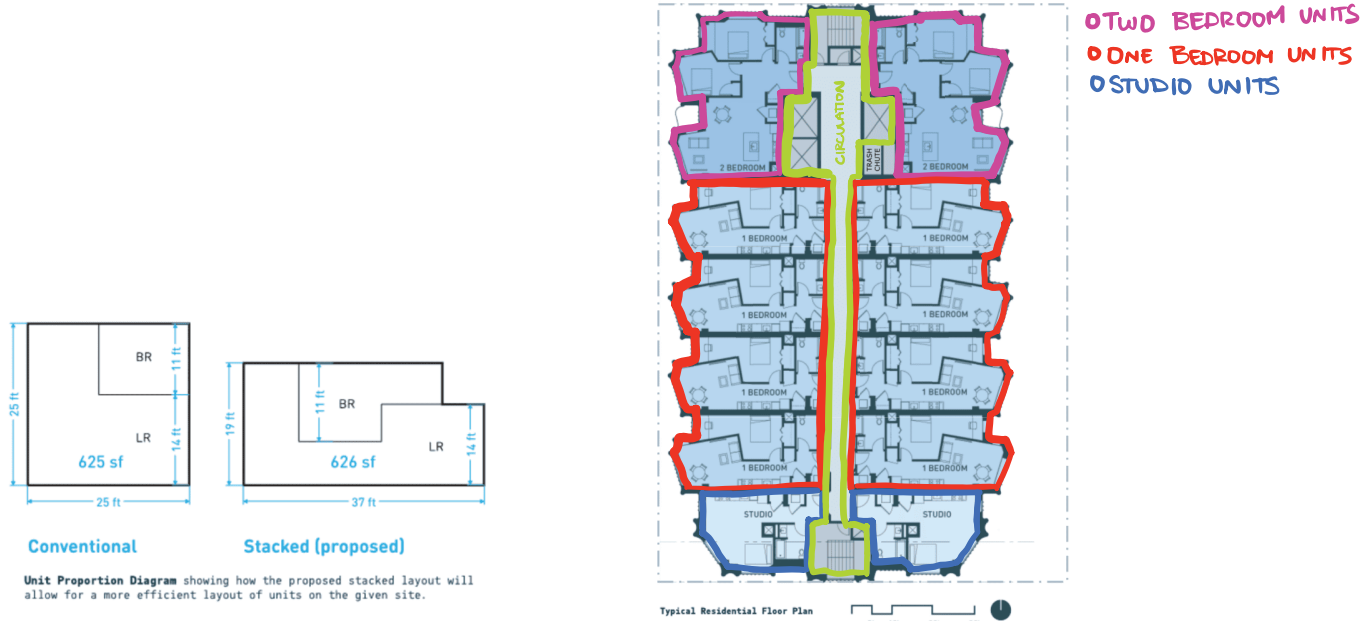 TWO BEDROOM UNITS
ONE BEDROOM UNITS
STUDIO UNITS
CIRCULATION
TRASH
CHUTE
2 BEDROOM
2 BEDROOM
1 BEDROOM
1 BEDROOM
1 BEDROOM
1 BEDROOM
1 BEDROOM
1 BEDROOM
1 BEDROOM
1 BEDROOM
STUDIO
STUDIO
Typical Residential Floor Plan
25 ft
BR
11 ft
LR
14 ft
625 sf
25 ft
Conventional
19 ft
11 ft
BR
LR
14 ft
626 sf
37 ft
Stacked (proposed)
Unit Proportion Diagram showing how the proposed stacked layout will
allow for a more efficient layout of units on the given site.